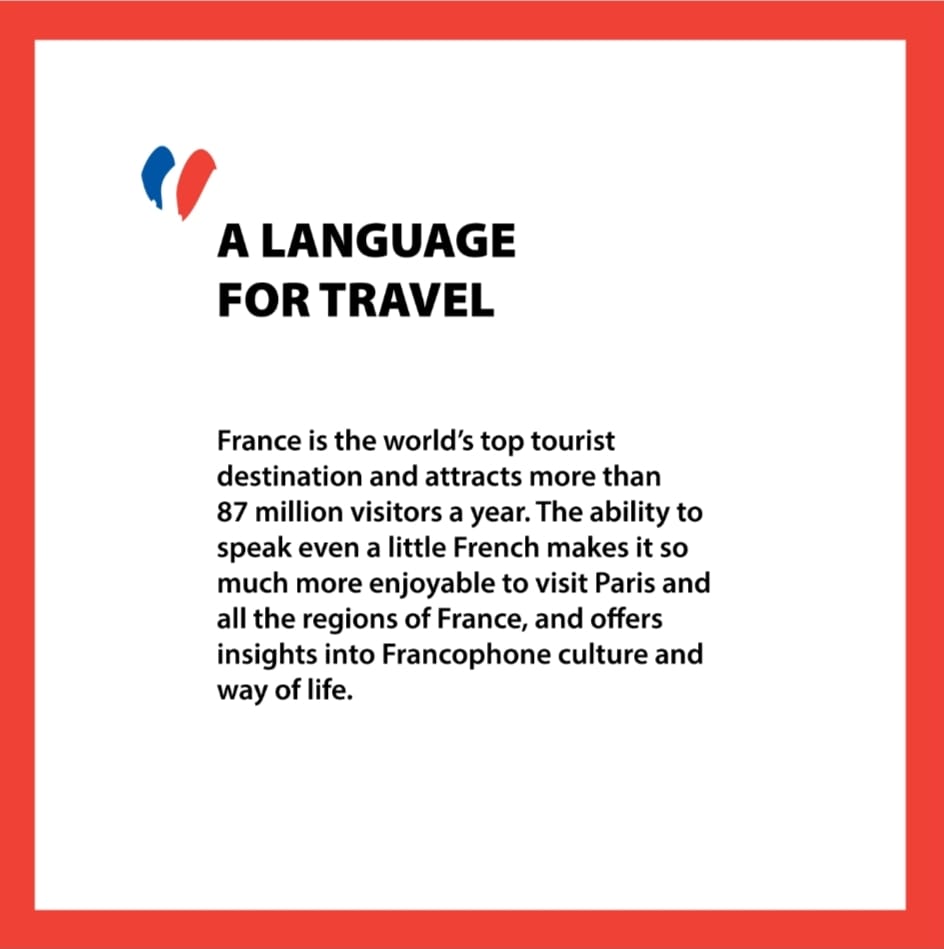 A LANGUAGE
FOR TRAVEL
France is the world’s top tourist
destination and attracts more than
87 million visitors a year. The ability to
speak even a little French makes it so
much more enjoyable to visit Paris and
all the regions of France, and offers
insights into Francophone culture and
way of life.